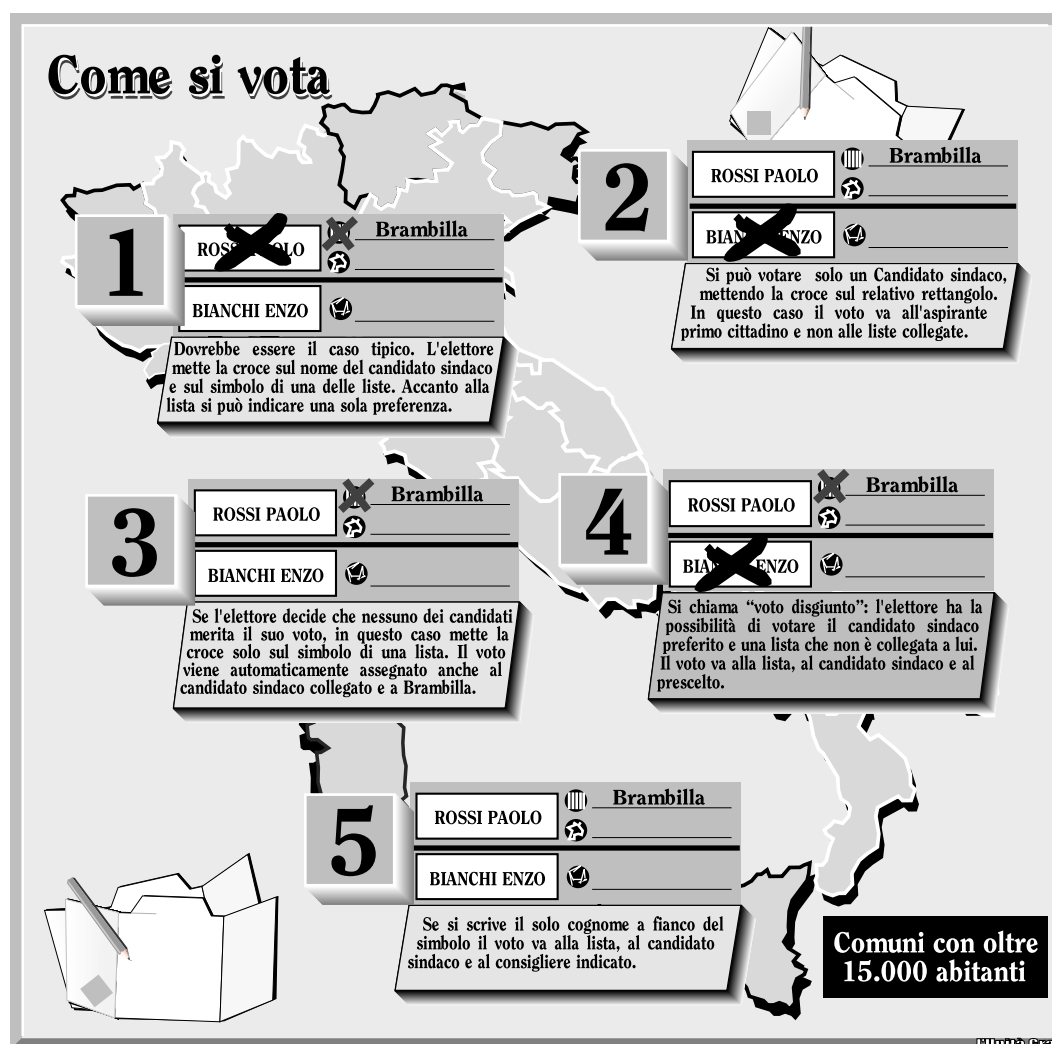 Come si vota
1
Brambilla
BIANCHI ENZO
Dovrebbe essere il caso tipico. L'elettore
mette la croce sul nome del candidato sindaco
e sul simbolo di una delle liste. Accanto alla
lista si può indicare una sola preferenza.
2
ROSSI PAOLO
Brambilla
Si può votare solo un Candidato sindaco,
mettendo la croce sul relativo rettangolo.
In questo caso il voto va all'aspirante
primo cittadino e non alle liste collegate.
3
ROSSI PAOLO
Brambilla
BIANCHI ENZO
Se l'elettore decide che nessuno dei candidati
merita il suo voto, in questo caso mette la
croce solo sul simbolo di una lista. Il voto
viene automaticamente assegnato anche al
candidato sindaco collegato e a Brambilla.
4
ROSSI PAOLO
Brambilla
ENZO
Si chiama “voto disgiunto”: l'elettore ha la
possibilità di votare il candidato sindaco
preferito e una lista che non è collegata a lui.
Il voto va alla lista, al candidato sindaco e al
prescelto.
5
ROSSI PAOLO
Brambilla
BIANCHI ENZO
Se si scrive il solo cognome a fianco del
simbolo il voto va alla lista, al candidato
sindaco e al consigliere indicato.
Comuni con oltre
15.000 abitanti